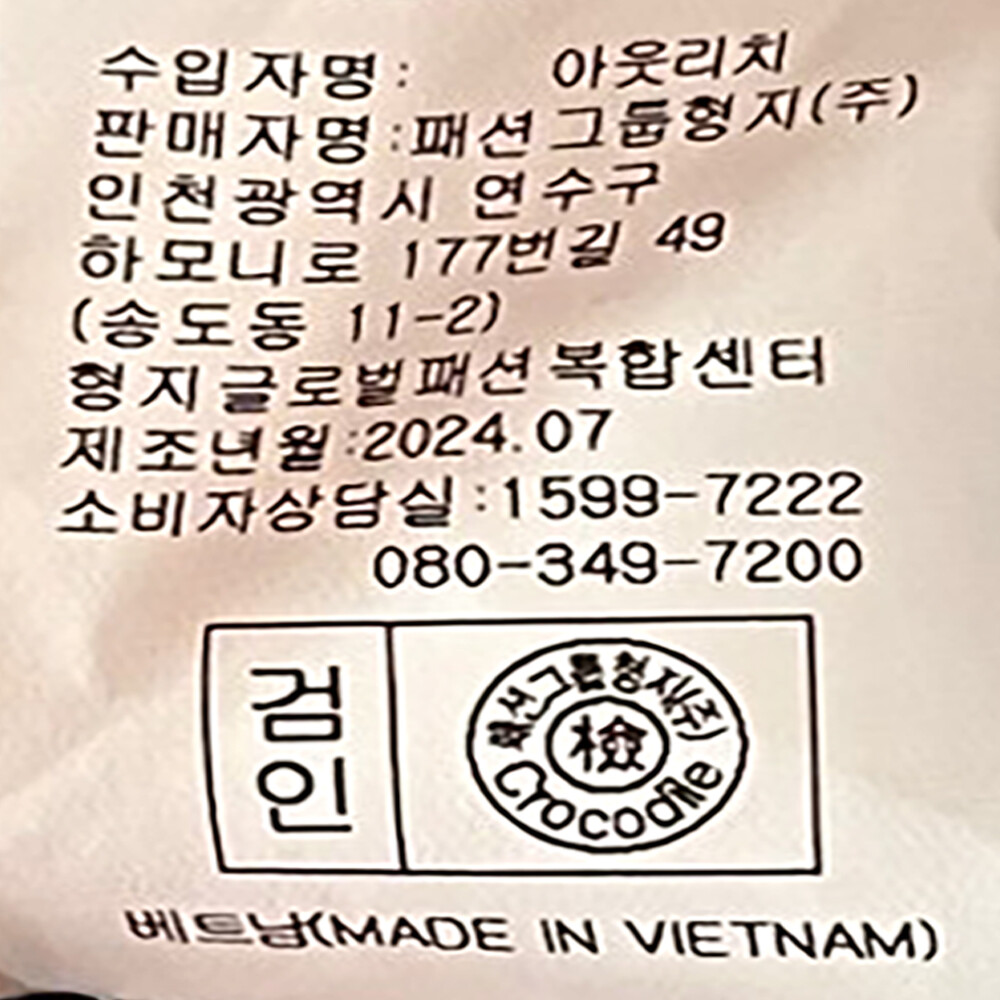 수입자명: 아웃리치
판매자명:패션그룹형지(주)
인천광역시 연수구
하모니로 177번길 49
(송도동 11-2)
형지글로벌패션복합센터
제조년월:2024.07
소비자상담실:1599-7222
080-349-7200
검인
패션그룹형지(주)
檢
Crocodile
베트남(MADE IN VIETNAM)